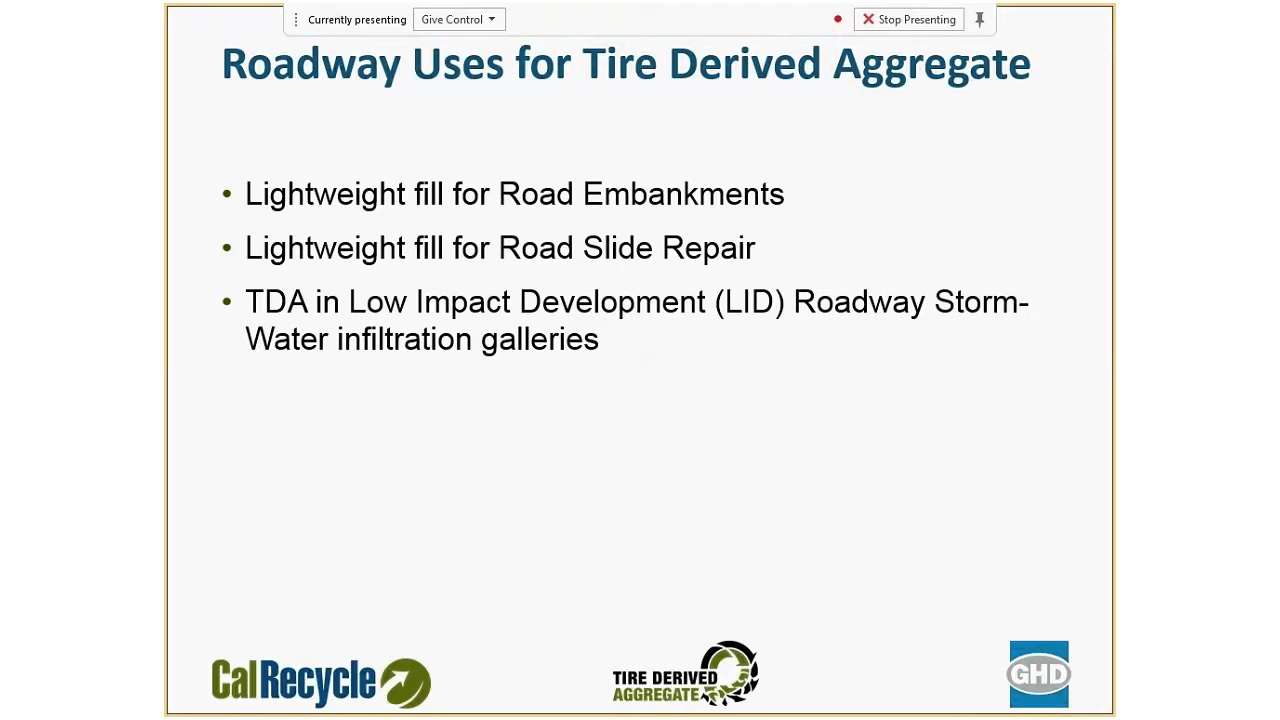 Currently presenting Give Control Stop Presenting
Roadway Uses for Tire Derived Aggregate
• Lightweight fill for Road Embankments
• Lightweight fill for Road Slide Repair
• TDA in Low Impact Development (LID) Roadway Storm-
Water infiltration galleries
CalRecycle
TIRE DERIVED
AGGREGATE
GHD